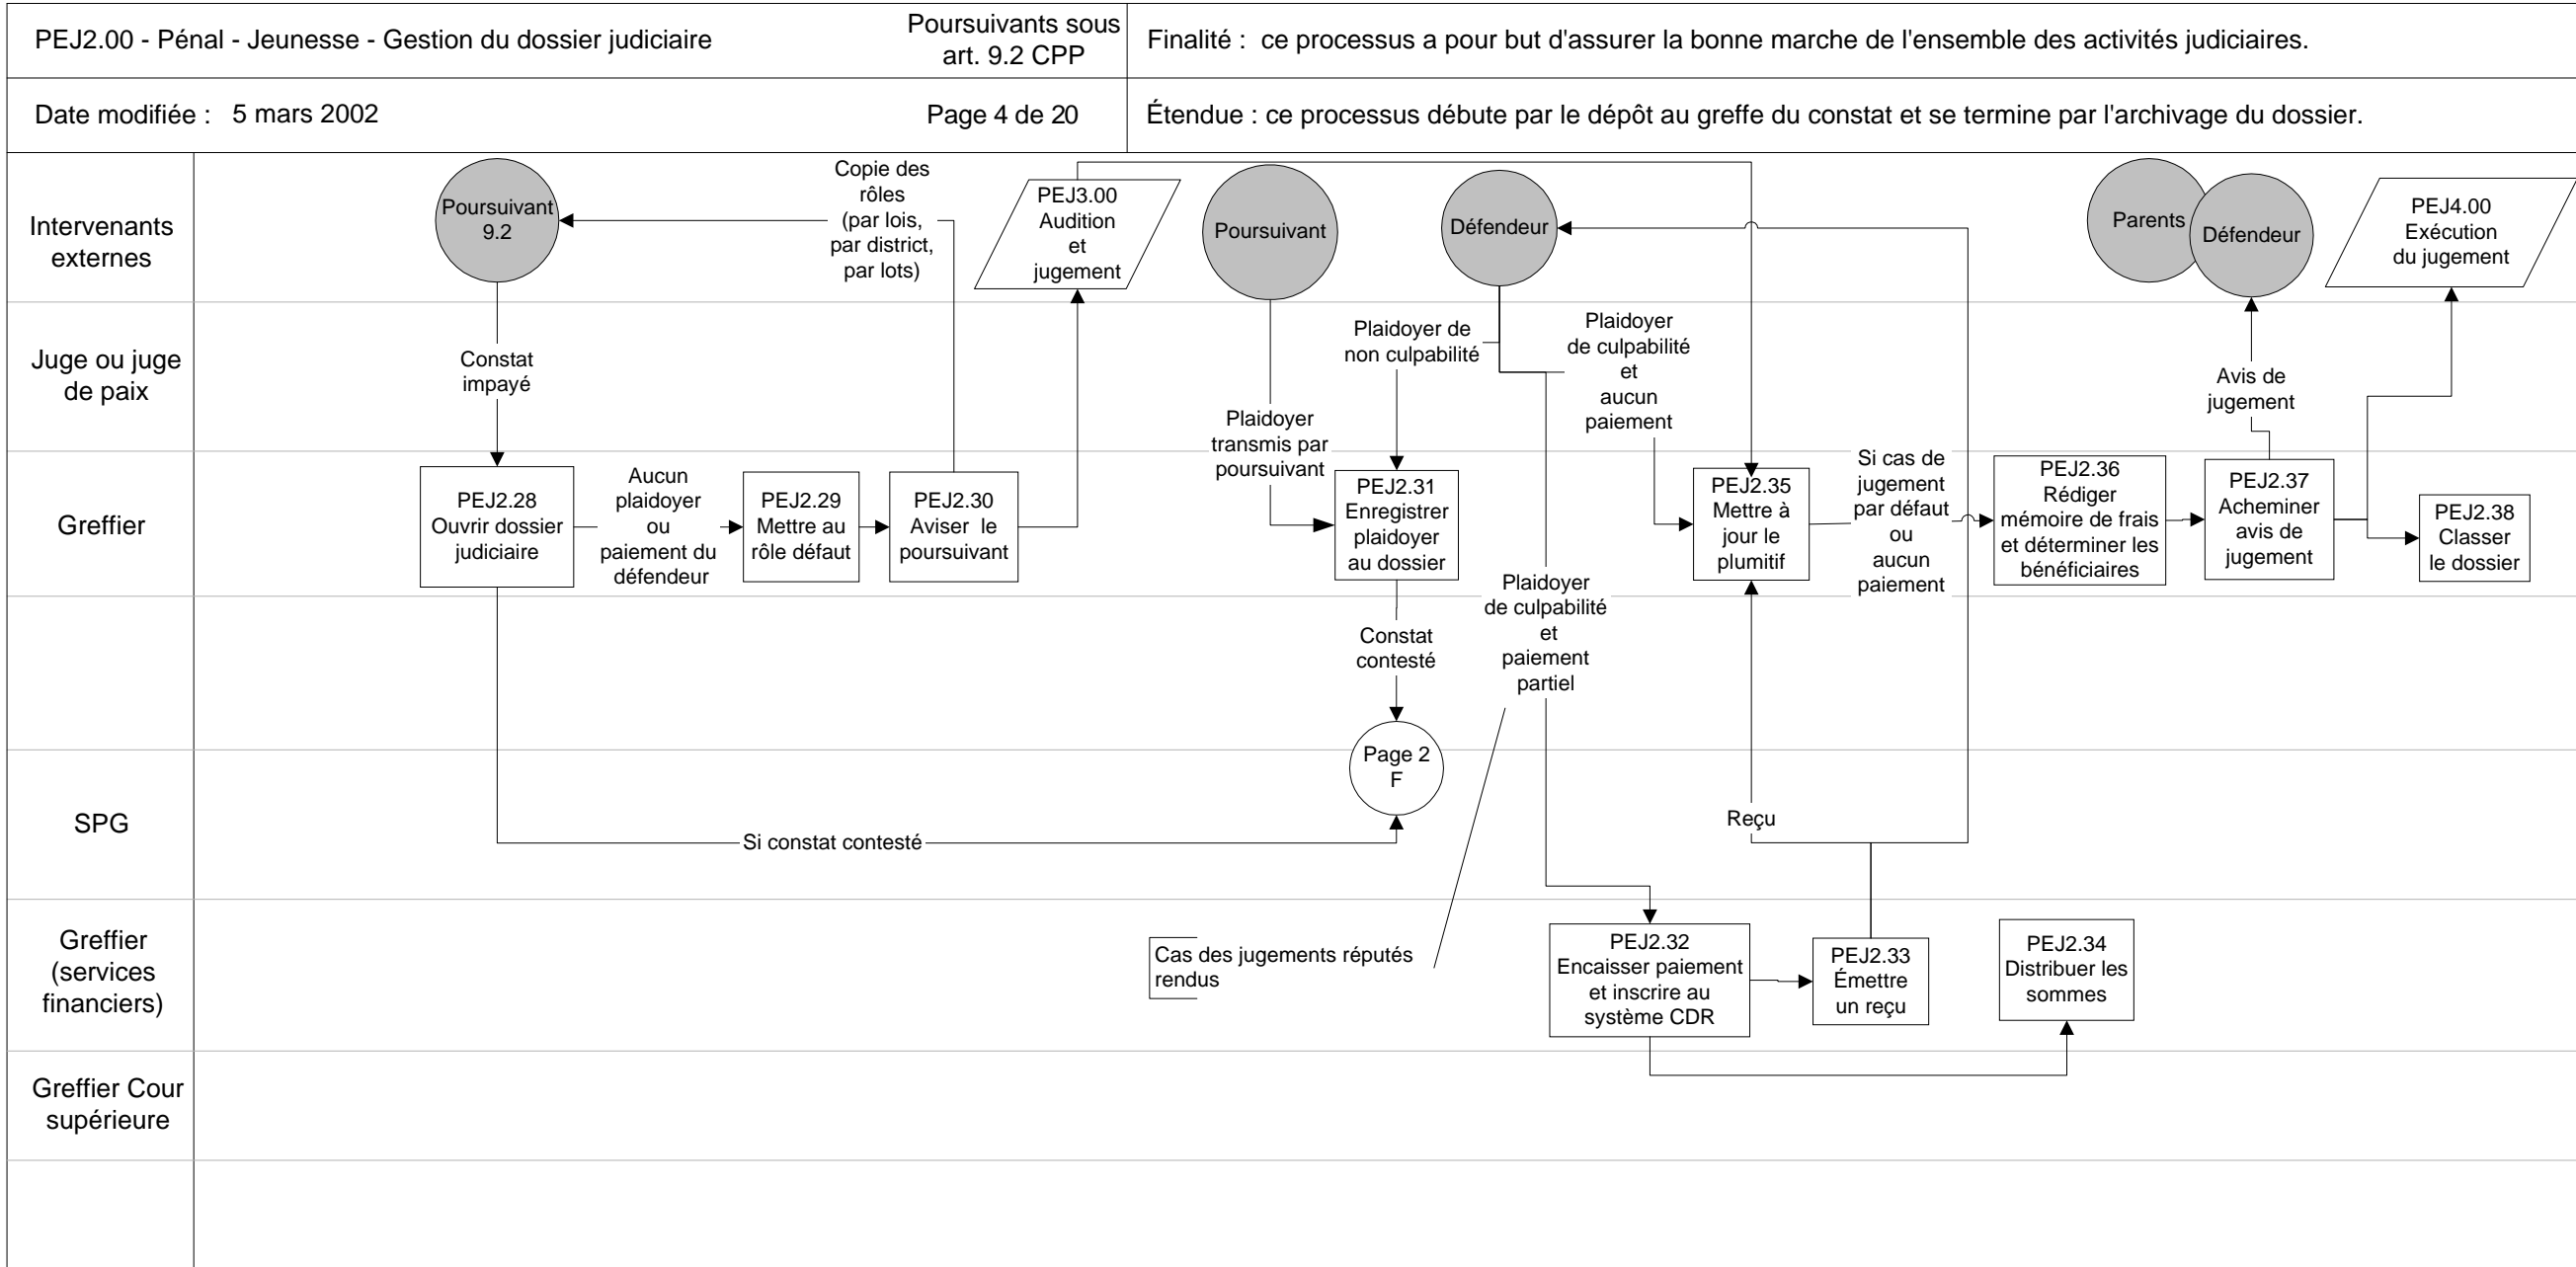 PEJ2.00 - Pénal - Jeunesse - Gestion du dossier judiciaire
Poursuivants sous
art. 9.2 CPP
Finalité : ce processus a pour but d'assurer la bonne marche de l'ensemble des activités judiciaires.
Date modifiée : 5 mars 2002
Page 4 de 20
Étendue : ce processus débute par le dépôt au greffe du constat et se termine par l'archivage du dossier.
Intervenants
externes
Poursuivant
9.2
Copie des
rôles
(par lois,
par district,
par lots)
PEJ3.00
Audition
et
jugement
Poursuivant
Défendeur
Parents
Défendeur
PEJ4.00
Exécution
du jugement
Juge ou juge
de paix
Constat
impayé
Plaidoyer
transmis par
poursuivant
Plaidoyer de
non culpabilité
Plaidoyer
de culpabilité
et
aucun
paiement
Avis de
jugement
Greffier
PEJ2.28
Ouvrir dossier
judiciaire
Aucun
plaidoyer
ou
paiement du
défendeur
PEJ2.29
Mettre au
rôle défaut
PEJ2.30
Aviser le
poursuivant
PEJ2.31
Enregistrer
plaidoyer
au dossier
PEJ2.35
Mettre à
jour le
plumitif
Si cas de
jugement
par défaut
ou
aucun
paiement
PEJ2.36
Rédiger
mémoire de frais
et déterminer les
bénéficiaires
PEJ2.37
Acheminer
avis de
jugement
PEJ2.38
Classer
le dossier
Constat
contesté
Plaidoyer
de culpabilité
et
paiement
partiel
SPG
Page 2
F
Si constat contesté
Reçu
Greffier
(services
financiers)
Cas des jugements réputés
rendus
PEJ2.32
Encaisser paiement
et inscrire au
système CDR
PEJ2.33
Émettre
un reçu
PEJ2.34
Distribuer les
sommes
Greffier Cour
supérieure